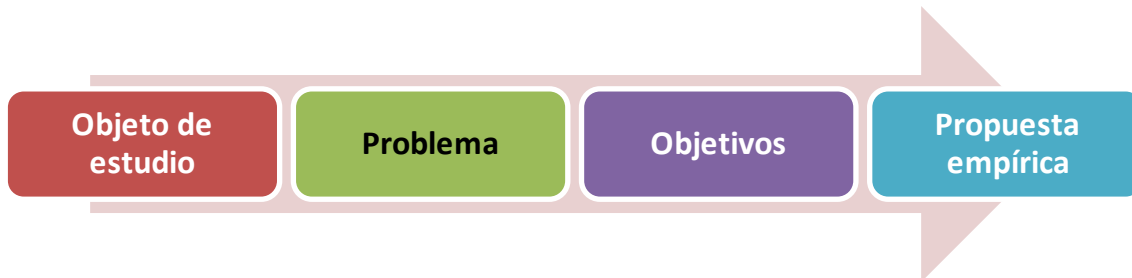 Objeto de
estudio
Problema
Objetivos
Propuesta
empírica